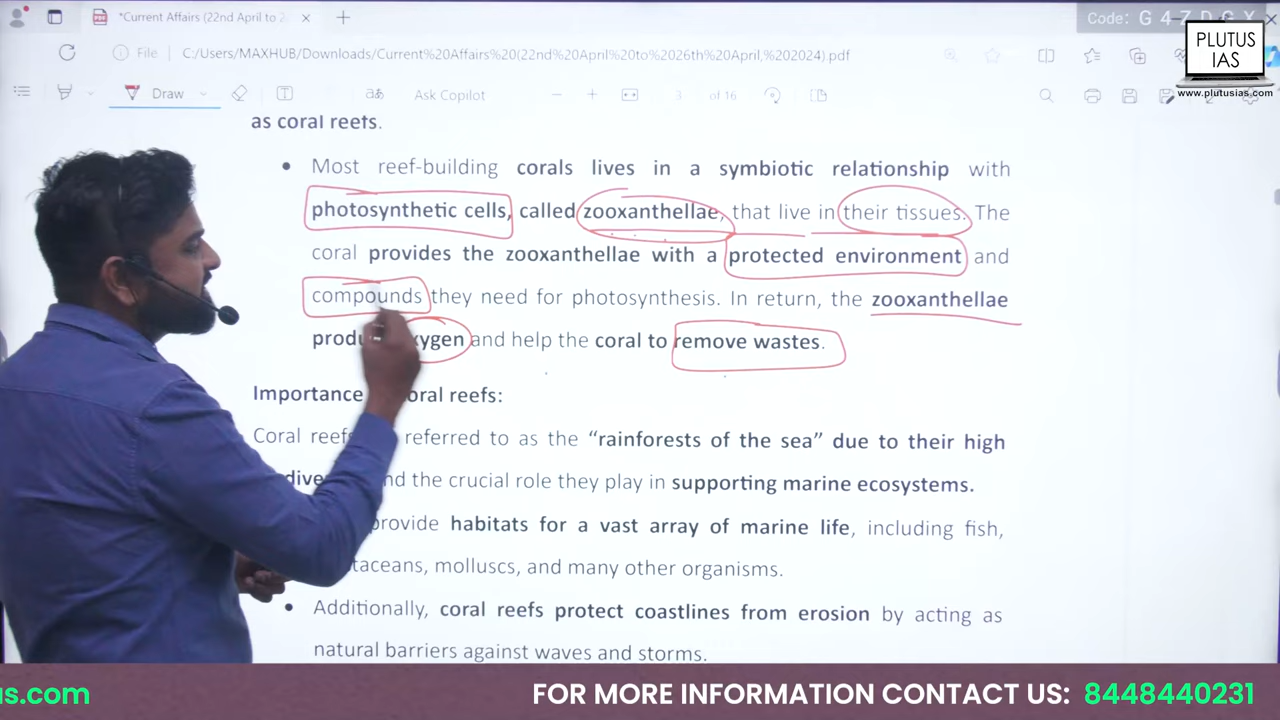 *Current Affairs (22nd April to 2
Code: G 4 Z D G X
File C:/Users/MAXHUB/Downloads/Current%20Affairs%20(22nd%20April%20to%2026th%20April,%202024).pdf
PLUTUS
IAS
www.plutusias.com
Draw Ask Copilot 3 of 16
as coral reefs.
• Most reef-building corals lives in a symbiotic relationship with
photosynthetic cells, called zooxanthellae, that live in their tissues. The
coral provides the zooxanthellae with a protected environment and
compounds they need for photosynthesis. In return, the zooxanthellae
and help the coral to remove wastes.
Importance coral reefs:
Coral reefs referred to as the “rainforests of the sea” due to their high
the crucial role they play in supporting marine ecosystems.
provide habitats for a vast array of marine life, including fish,
molluscs, and many other organisms.
• Additionally, coral reefs protect coastlines from erosion by acting as
natural barriers against waves and storms.
us.com FOR MORE INFORMATION CONTACT US: 8448440231